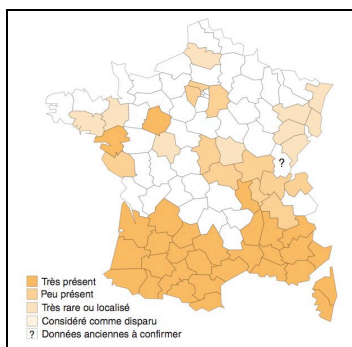 ?
Très présent
Peu présent
Très rare ou localisé
Considéré comme disparu
? Données anciennes à confirmer